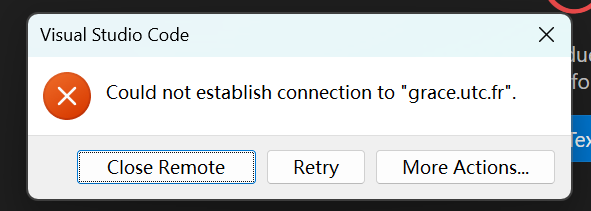 Visual Studio Code
Could not establish connection to "grace.utc.fr".
Close Remote
Retry
More Actions...